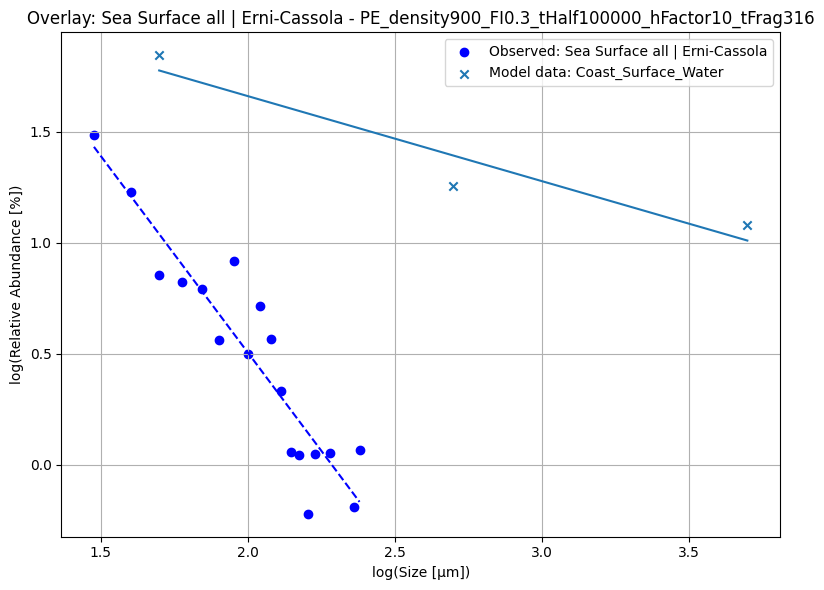 Overlay: Sea Surface all | Erni-Cassola - PE_density900_FI0.3_tHalf100000_hFactor10_tFrag316
Observed: Sea Surface all | Erni-Cassola
Model data: Coast_Surface_Water
log(Relative Abundance [%])
1.5
1.0
0.5
0.0
1.5
2.0
2.5
3.0
3.5
log(Size [μm])